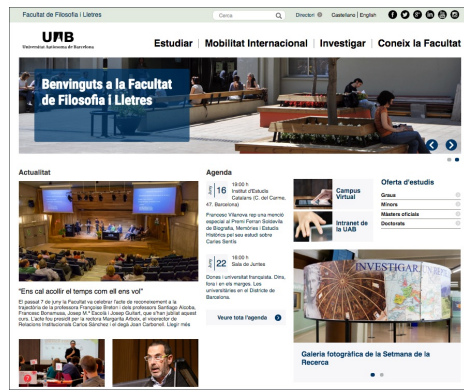 Facultat de Filosofia i Lletres
Cerca
Directori
Castellano | English
UAB
Universitat Autònoma de Barcelona
Estudiar | Mobilitat Internacional | Investigar | Coneix la Facultat
Benvinguts a la Facultat
de Filosofia i Lletres
Actualitat
"Ens cal acollir el temps com ell ens vol"
El passat 7 de juny la Facultat va celebrar l'acte de reconeixement a la
trajectòria de la professora Françoise Breton i dels professors Santiago Alcoba,
Francesc Bonamusa, Josep M.ª Escolà i Josep Guitart, que s'han jubilat aquest
curs. L'acte fou presidit per la rectora Margarita Arboix, el vicerector de
Relacions Institucionals Carlos Sánchez i el degà Joan Carbonell. Llegir més
Agenda
Juny
16
19:00 h
Institut d'Estudis
Catalans (C. del Carme,
47. Barcelona)
Francesc Vilanova rep una menció
especial al Premi Ferran Soldevila
de Biografia, Memòries i Estudis
Històrics pel seu estudi sobre
Carles Sentís
Juny
22
18:00 h
Sala de Juntes
Dones i universitat franquista. Dins,
fora i en els marges. Les
universitàries en el Districte de
Barcelona.
Veure tota l'agenda
Campus
Virtual
Intranet de
la UAB
Oferta d'estudis
Graus
Minors
Màsters oficials
Doctorats
INVESTIGAR
Galeria fotogràfica de la Setmana de la
Recerca